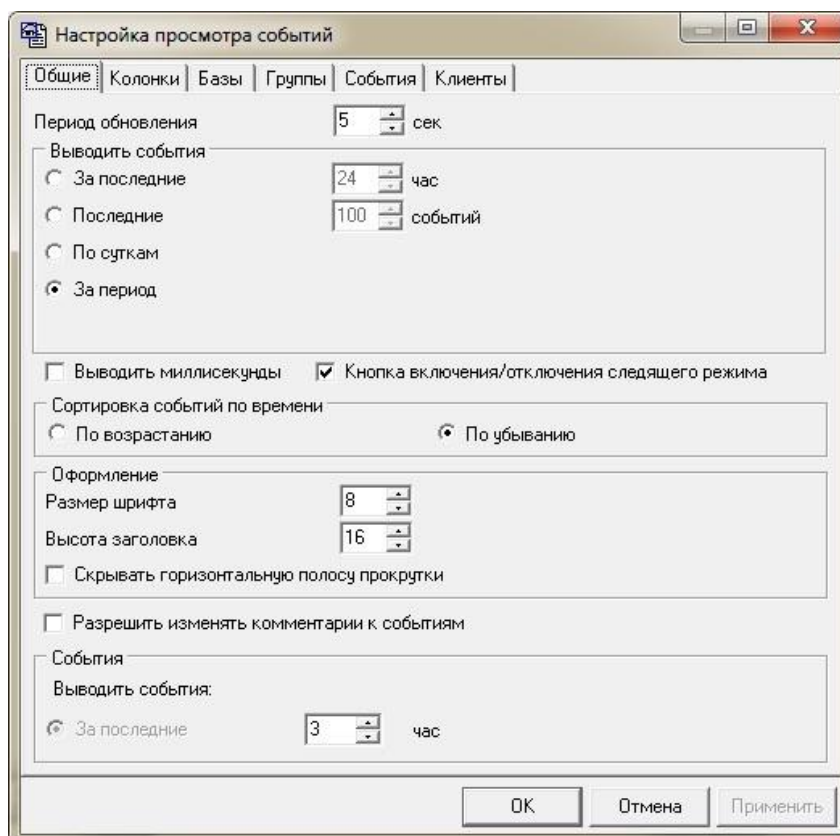 Настройка просмотра событий
Общие Колонки Базы Группы События Клиенты
Период обновления 5 сек
Выводить события
За последние 24 час
Последние 100 событий
По суткам
За период
Выводить миллисекунды Кнопка включения/отключения следящего режима
Сортировка событий по времени
По возрастанию По убыванию
Оформление
Размер шрифта 8
Высота заголовка 16
Скрывать горизонтальную полосу прокрутки
Разрешить изменять комментарии к событиям
События
Выводить события:
За последние 3 час
OK Отмена Применить